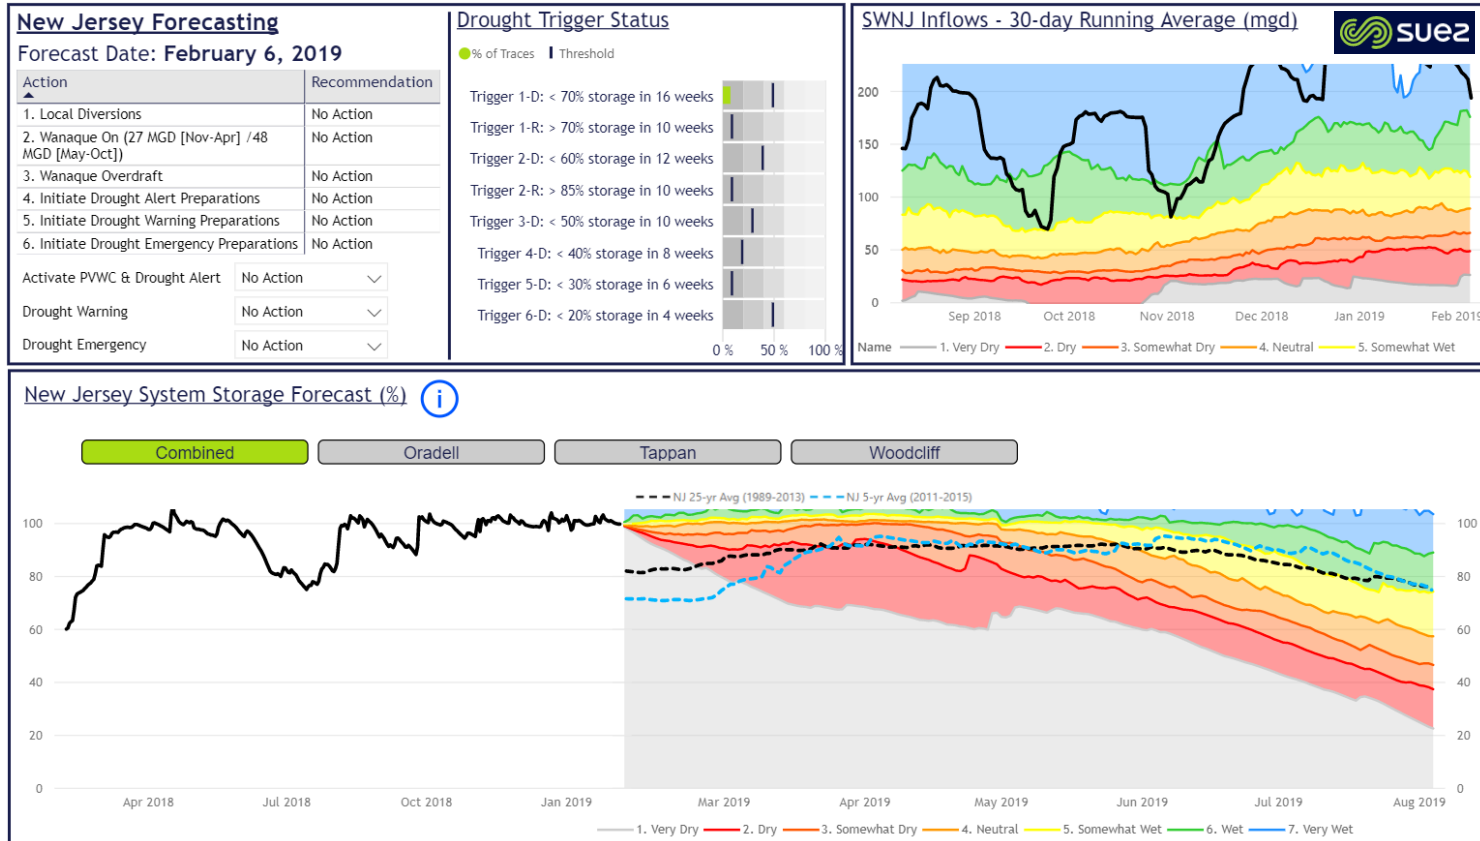 New Jersey Forecasting
Forecast Date: February 6, 2019
Action Recommendation
1. Local Diversions No Action
2. Wanaque On (27 MGD [Nov-Apr] /48 No Action
MGD [May-Oct])
3. Wanaque Overdraft No Action
4. Initiate Drought Alert Preparations No Action
5. Initiate Drought Warning Preparations No Action
6. Initiate Drought Emergency Preparations No Action
Activate PVWC & Drought Alert No Action
Drought Warning No Action
Drought Emergency No Action
Drought Trigger Status
% of Traces Threshold
Trigger 1-D: < 70% storage in 16 weeks
Trigger 1-R: > 70% storage in 10 weeks
Trigger 2-D: < 60% storage in 12 weeks
Trigger 2-R: > 85% storage in 10 weeks
Trigger 3-D: < 50% storage in 10 weeks
Trigger 4-D: < 40% storage in 8 weeks
Trigger 5-D: < 30% storage in 6 weeks
Trigger 6-D: < 20% storage in 4 weeks
0 % 50 % 100 %
SWNJ Inflows - 30-day Running Average (mgd)
suez
200
150
100
50
0
Sep 2018 Oct 2018 Nov 2018 Dec 2018 Jan 2019 Feb 2019
Name 1. Very Dry 2. Dry 3. Somewhat Dry 4. Neutral 5. Somewhat Wet
New Jersey System Storage Forecast (%) i
Combined Oradell Tappan Woodcliff
NJ 25-yr Avg (1989-2013) NJ 5-yr Avg (2011-2015)
100 100
80 80
60 60
40 40
20 20
0 0
Apr 2018 Jul 2018 Oct 2018 Jan 2019 Mar 2019 Apr 2019 May 2019 Jun 2019 Jul 2019 Aug 2019
1. Very Dry 2. Dry 3. Somewhat Dry 4. Neutral 5. Somewhat Wet 6. Wet 7. Very Wet